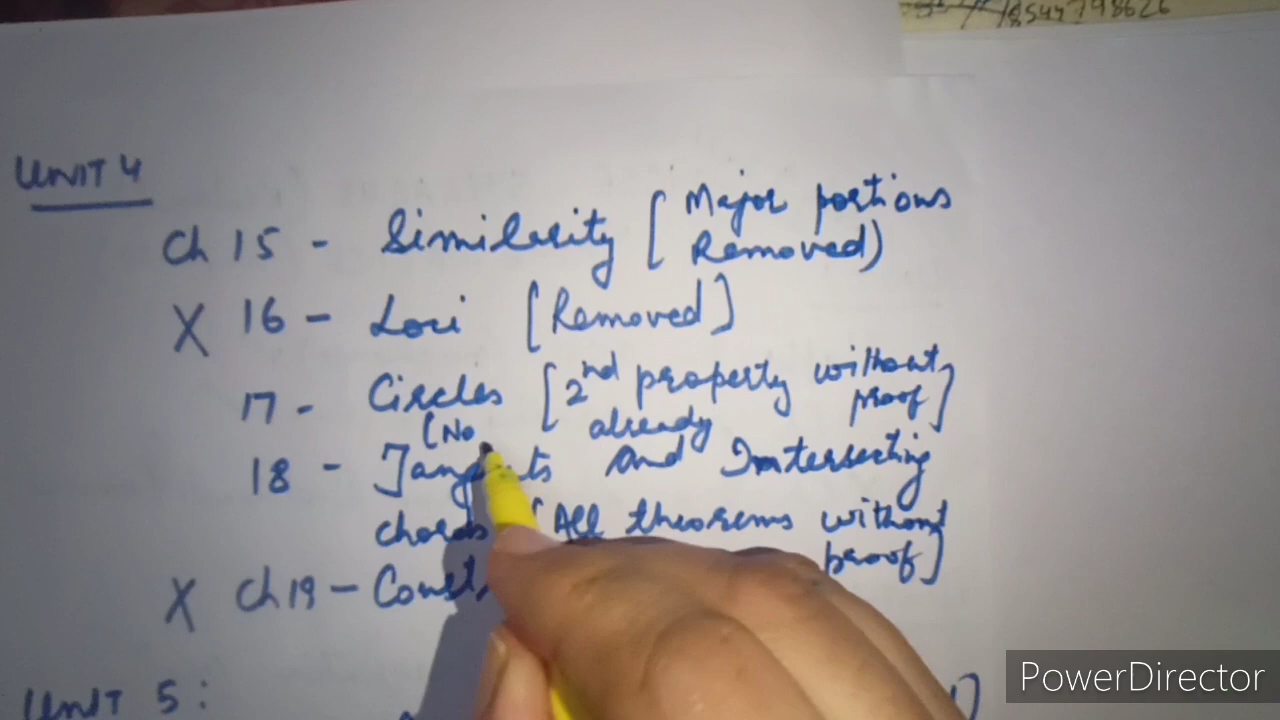 8544798626
UNIT 4
Ch 15 - Similarity [Major portions
Removed)
X 16 - Loci [Removed]
17 - Circles [2nd property without
proof]
(No already
18 - Tangents and Intersecting
chords [All theorems without
proof]
X Ch 19 - Const
Unit 5:
PowerDirector